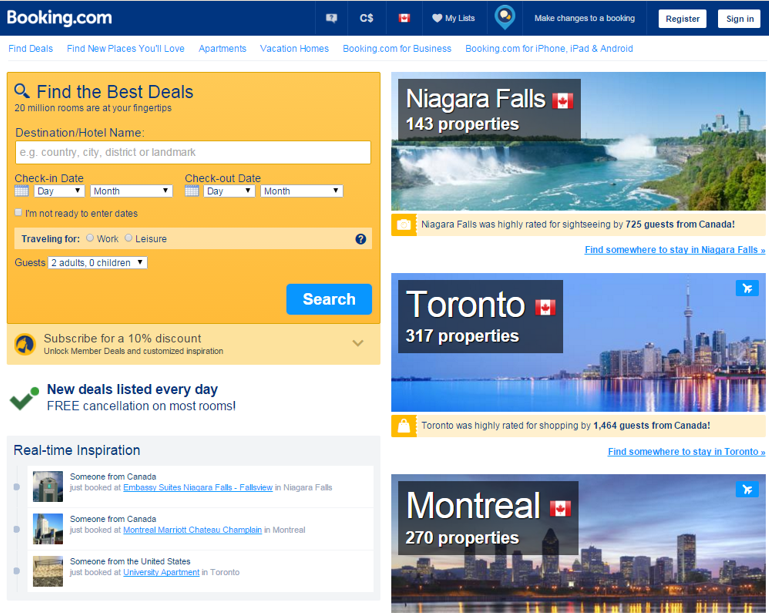 Booking.com
C$
My Lists
Make changes to a booking
Register
Sign in
Find Deals
Find New Places You'll Love
Apartments
Vacation Homes
Booking.com for Business
Booking.com for iPhone, iPad & Android
Find the Best Deals
20 million rooms are at your fingertips
Destination/Hotel Name:
e.g. country, city, district or landmark
Check-in Date
Check-out Date
Day
Month
Day
Month
I'm not ready to enter dates
Traveling for:
Work
Leisure
?
Guests
2 adults, 0 children
Search
Subscribe for a 10% discount
Unlock Member Deals and customized inspiration
New deals listed every day
FREE cancellation on most rooms!
Real-time Inspiration
Someone from Canada
just booked at Embassy Suites Niagara Falls - Fallsview in Niagara Falls
Someone from Canada
just booked at Montreal Marriott Chateau Champlain in Montreal
Someone from the United States
just booked at University Apartment in Toronto
Niagara Falls
143 properties
Niagara Falls was highly rated for sightseeing by 725 guests from Canada!
Find somewhere to stay in Niagara Falls »
Toronto
317 properties
Toronto was highly rated for shopping by 1,464 guests from Canada!
Find somewhere to stay in Toronto »
Montreal
270 properties